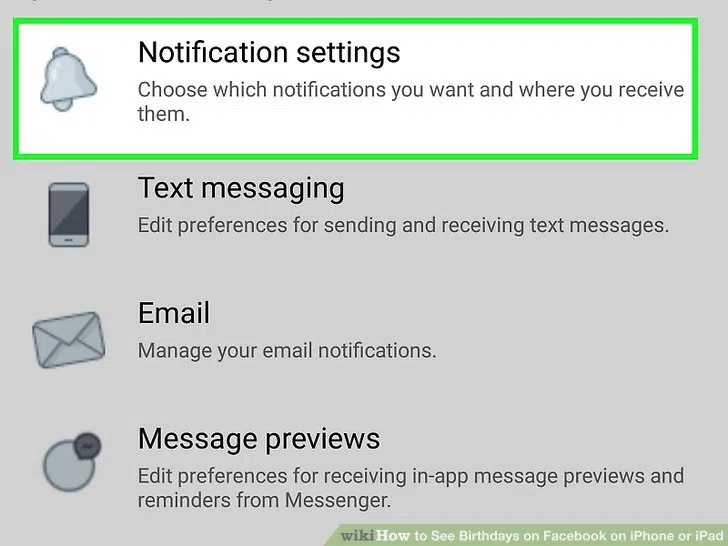 Notification settings
Choose which notifications you want and where you receive
them.
Text messaging
Edit preferences for sending and receiving text messages.
Email
Manage your email notifications.
Message previews
Edit preferences for receiving in-app message previews and
reminders from Messenger.
wikiHow to See Birthdays on Facebook on iPhone or iPad